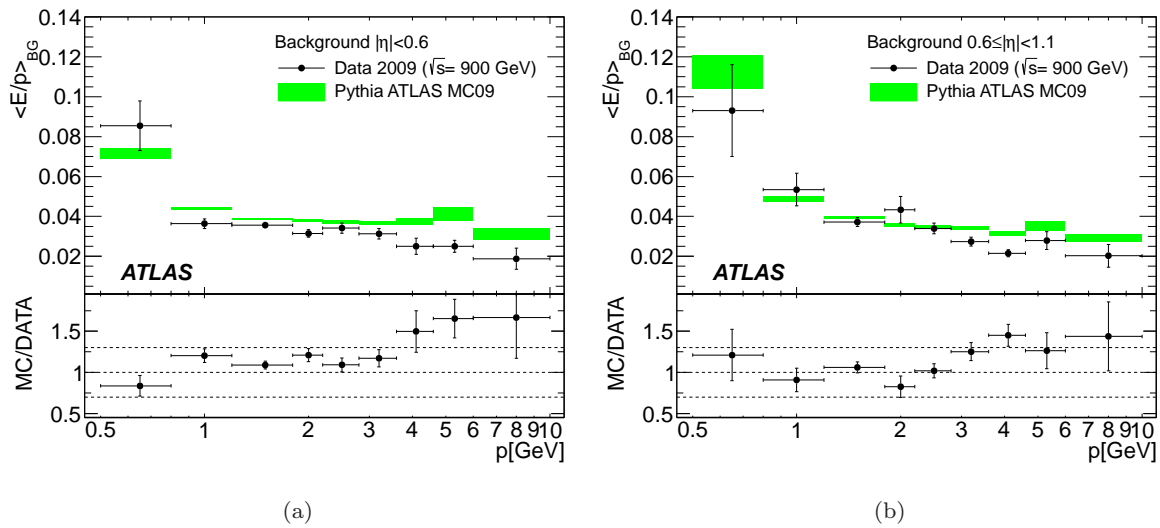 0.14
0.12
0.1
0.08
0.06
0.04
0.02
<E/p>BG
Background |η|<0.6
Data 2009 (√s= 900 GeV)
Pythia ATLAS MC09
ATLAS
MC/DATA
1.5
1.0
0.5
0.5 1 2 3 4 5 6 7 8 9 10
p[GeV]
(a)
0.14
0.12
0.1
0.08
0.06
0.04
0.02
<E/p>BG
Background 0.6≤|η|<1.1
Data 2009 (√s= 900 GeV)
Pythia ATLAS MC09
ATLAS
MC/DATA
1.5
1.0
0.5
0.5 1 2 3 4 5 6 7 8 9 10
p[GeV]
(b)